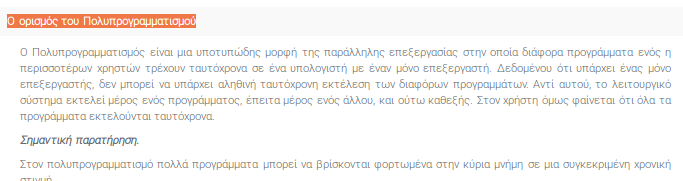 Ο ορισμός του Πολυπρογραμματισμού
Ο Πολυπρογραμματισμός είναι μια υποτυπώδης μορφή της παράλληλης επεξεργασίας στην οποία διάφορα προγράμματα ενός η
περισσοτέρων χρηστών τρέχουν ταυτόχρονα σε ένα υπολογιστή με έναν μόνο επεξεργαστή. Δεδομένου ότι υπάρχει ένας μόνο
επεξεργαστής, δεν μπορεί να υπάρχει αληθινή ταυτόχρονη εκτέλεση των διαφόρων προγραμμάτων. Αντί αυτού, το λειτουργικό
σύστημα εκτελεί μέρος ενός προγράμματος, έπειτα μέρος ενός άλλου, και ούτω καθεξής. Στον χρήστη όμως φαίνεται ότι όλα τα
προγράμματα εκτελούνται ταυτόχρονα.
Σημαντική παρατήρηση.
Στον πολυπρογραμματισμό πολλά προγράμματα μπορεί να βρίσκονται φορτωμένα στην κύρια μνήμη σε μια συγκεκριμένη χρονική
στιγμή